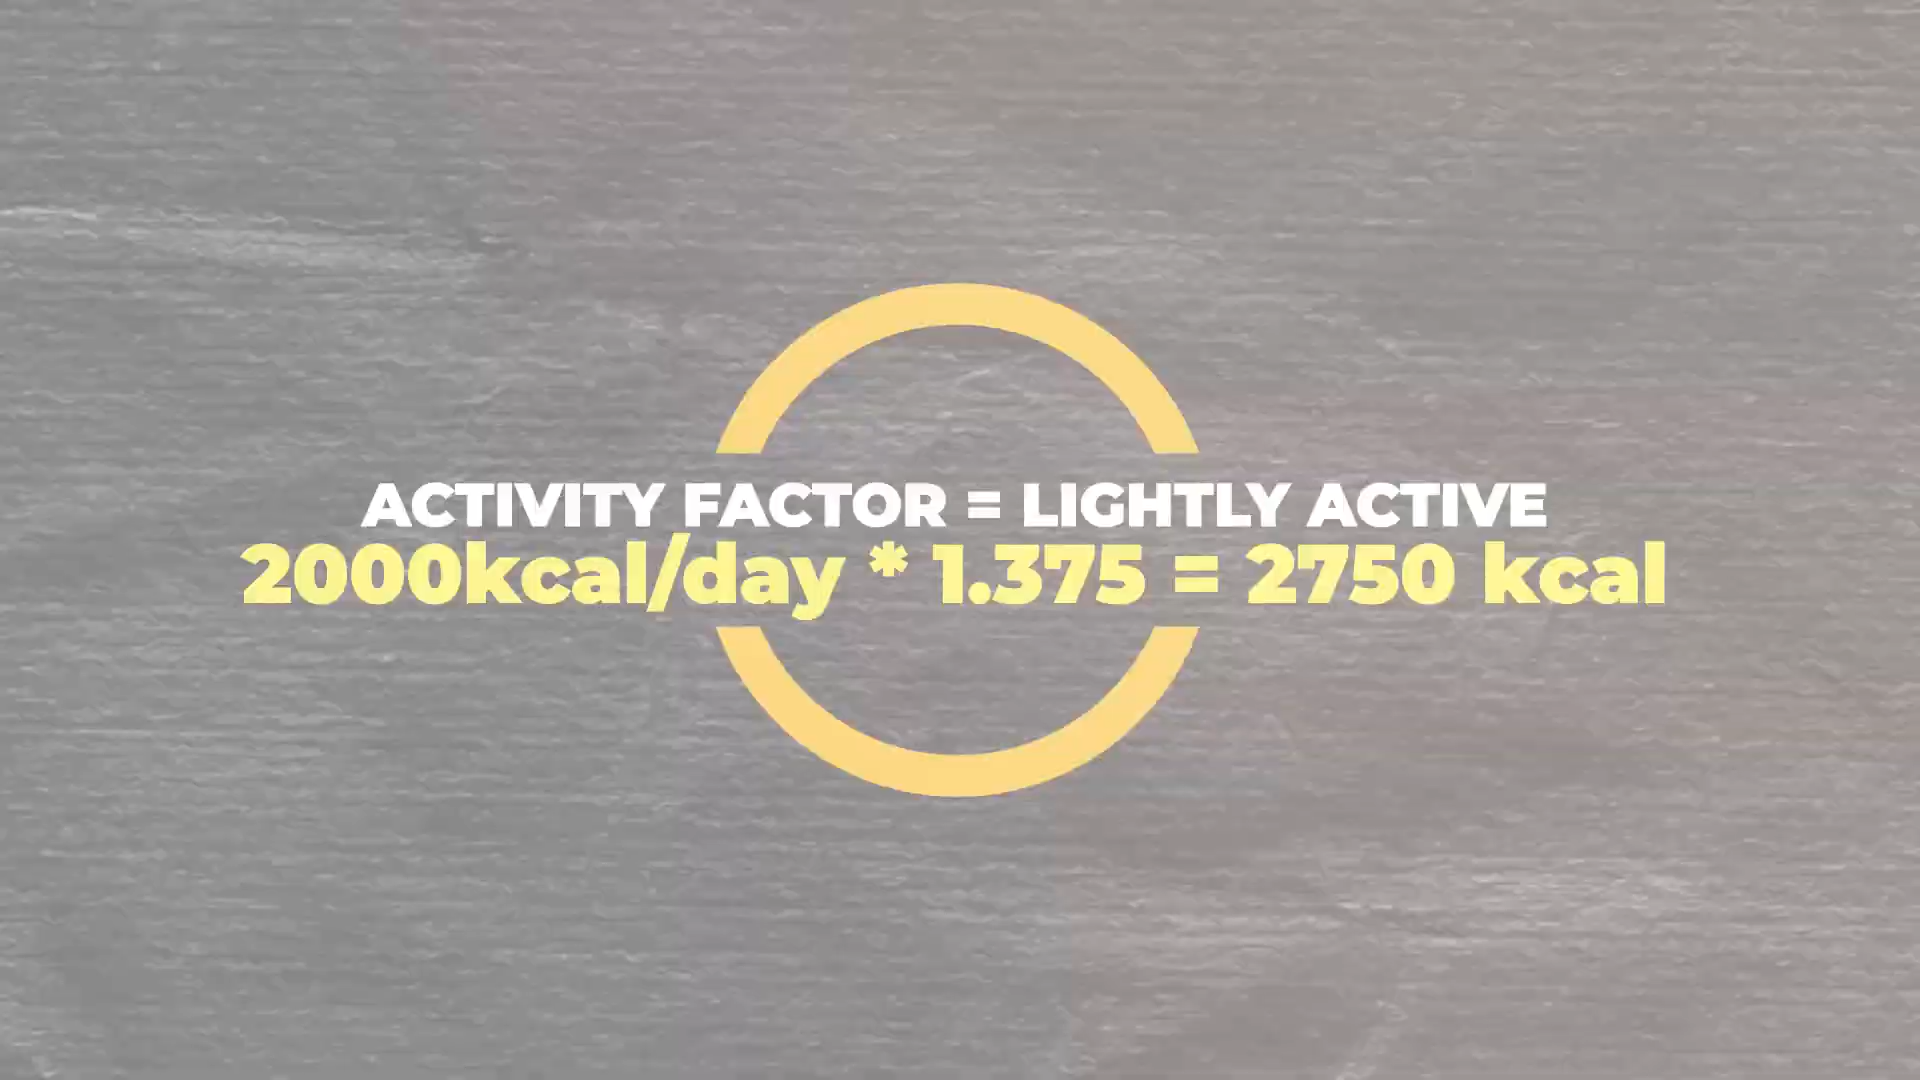 ACTIVITY FACTOR = LIGHTLY ACTIVE
2000kcal/day * 1.375 = 2750 kcal